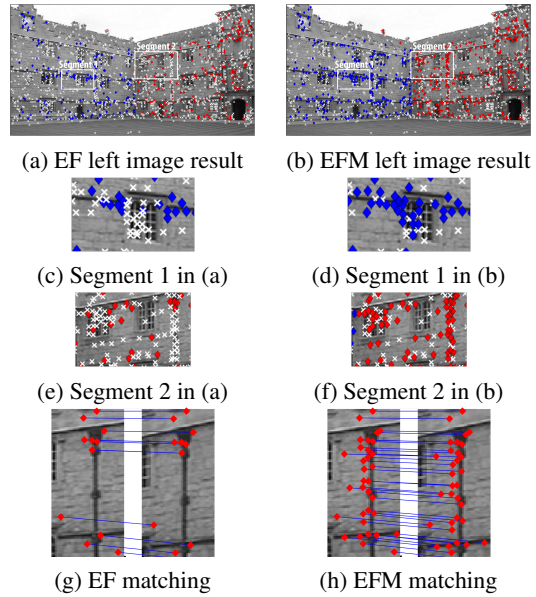 Segment 1
Segment 2
Segment 1
Segment 2
(a) EF left image result
(b) EFM left image result
(c) Segment 1 in (a)
(d) Segment 1 in (b)
(e) Segment 2 in (a)
(f) Segment 2 in (b)
(g) EF matching
(h) EFM matching